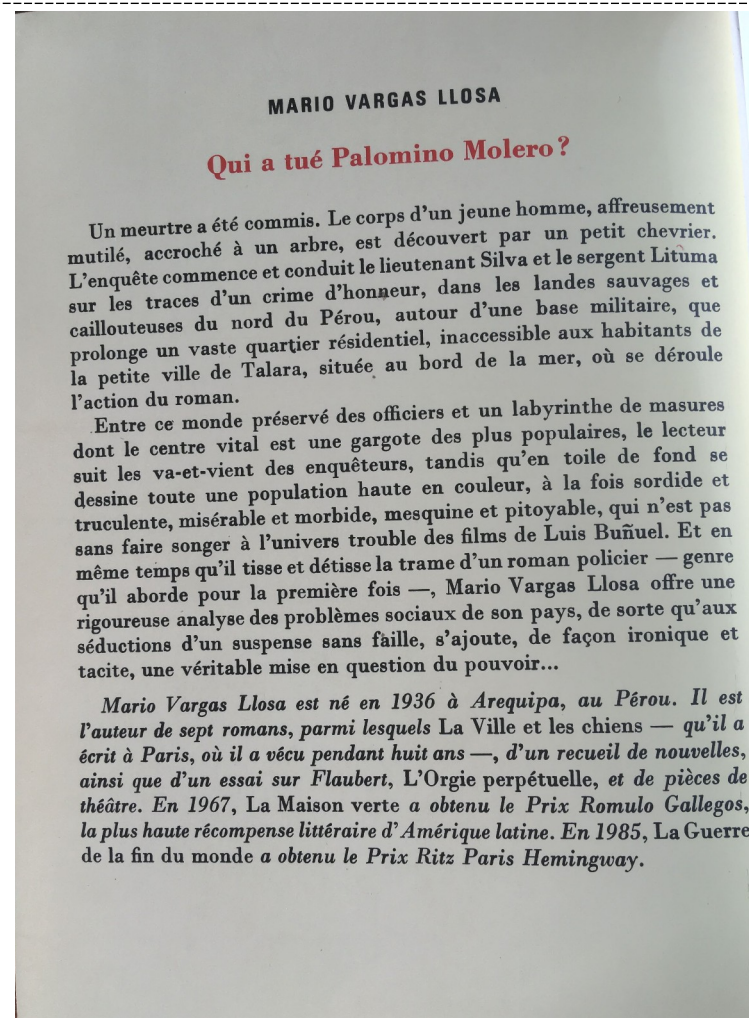 MARIO VARGAS LLOSA
Qui a tué Palomino Molero ?
Un meurtre a été commis. Le corps d'un jeune homme, affreusement
mutilé, accroché à un arbre, est découvert par un petit chevrier.
L'enquête commence et conduit le lieutenant Silva et le sergent Lituma
sur les traces d'un crime d'honneur, dans les landes sauvages et
caillouteuses du nord du Pérou, autour d'une base militaire, que
prolonge un vaste quartier résidentiel, inaccessible aux habitants de
la petite ville de Talara, située au bord de la mer, où se déroule
l'action du roman.
Entre ce monde préservé des officiers et un labyrinthe de masures
dont le centre vital est une gargote des plus populaires, le lecteur
suit les va-et-vient des enquêteurs, tandis qu'en toile de fond se
dessine toute une population haute en couleur, à la fois sordide et
truculente, misérable et morbide, mesquine et pitoyable, qui n'est pas
sans faire songer à l'univers trouble des films de Luis Buñuel. Et en
même temps qu'il tisse et détisse la trame d'un roman policier — genre
qu'il aborde pour la première fois —, Mario Vargas Llosa offre une
rigoureuse analyse des problèmes sociaux de son pays, de sorte qu'aux
séductions d'un suspense sans faille, s'ajoute, de façon ironique et
tacite, une véritable mise en question du pouvoir...
Mario Vargas Llosa est né en 1936 à Arequipa, au Pérou. Il est
l'auteur de sept romans, parmi lesquels La Ville et les chiens — qu'il a
écrit à Paris, où il a vécu pendant huit ans —, d'un recueil de nouvelles,
ainsi que d'un essai sur Flaubert, L'Orgie perpétuelle, et de pièces de
théâtre. En 1967, La Maison verte a obtenu le Prix Romulo Gallegos,
la plus haute récompense littéraire d'Amérique latine. En 1985, La Guerre
de la fin du monde a obtenu le Prix Ritz Paris Hemingway.